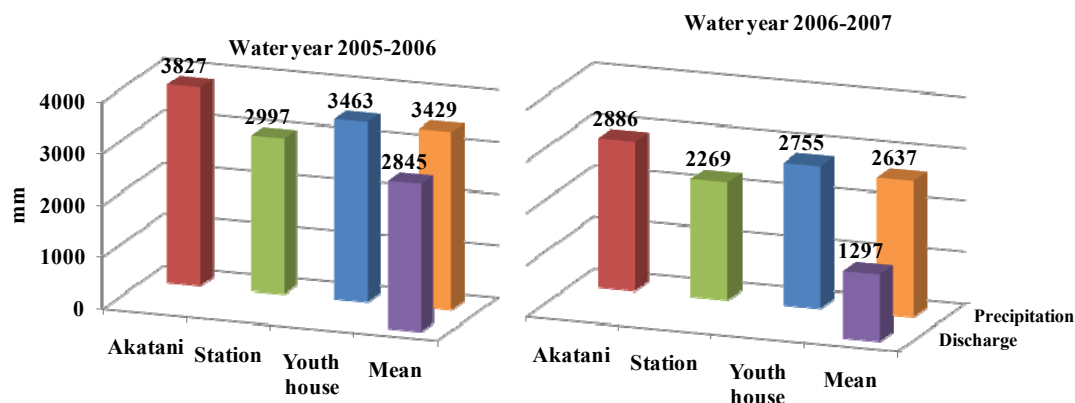 Water year 2005-2006
3827
2997
3463
3429
2845
4000
3000
2000
1000
0
mm
Akatani
Station
Youth
house
Mean
Water year 2006-2007
2886
2269
2755
2637
1297
Akatani
Station
Youth
house
Mean
Precipitation
Discharge